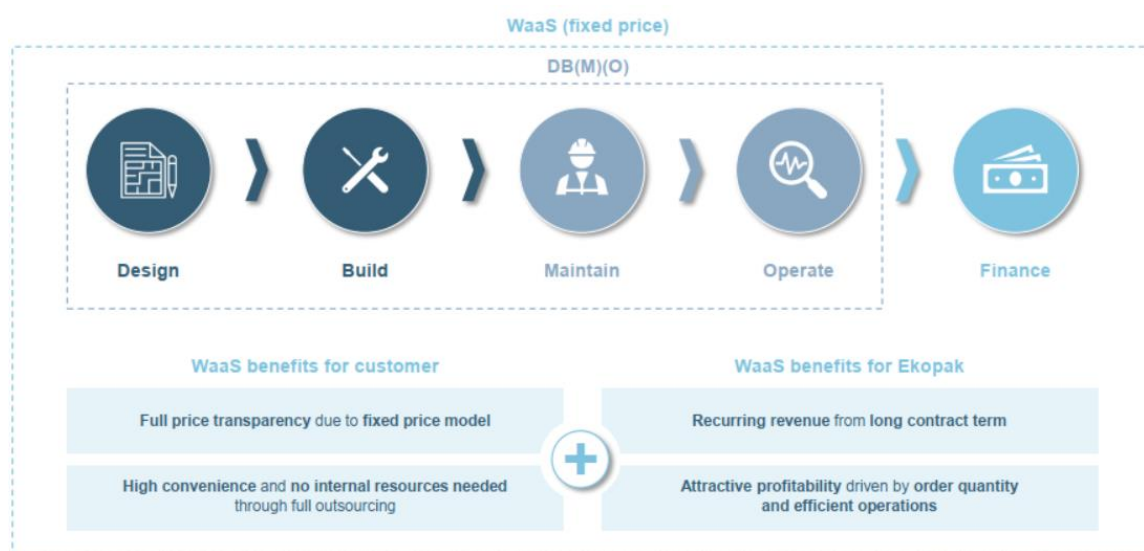 WaaS (fixed price)
DB(M)(O)
Design
Build
Maintain
Operate
Finance
WaaS benefits for customer
Full price transparency due to fixed price model
High convenience and no internal resources needed
through full outsourcing
WaaS benefits for Ekopak
Recurring revenue from long contract term
Attractive profitability driven by order quantity
and efficient operations